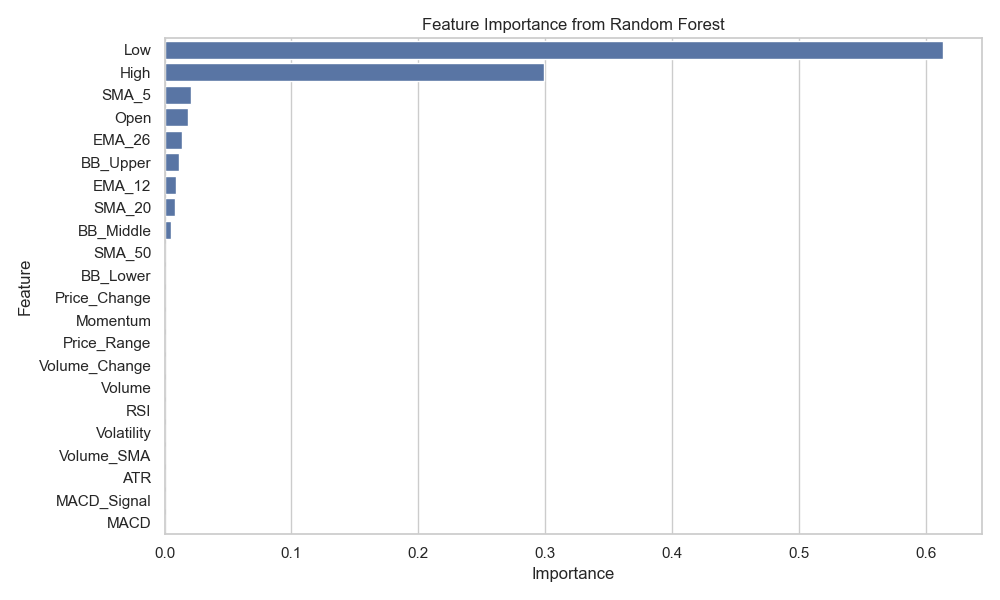 Feature Importance from Random Forest
Low
High
SMA_5
Open
EMA_26
BB_Upper
EMA_12
SMA_20
BB_Middle
SMA_50
BB_Lower
Price_Change
Momentum
Price_Range
Volume_Change
Volume
RSI
Volatility
Volume_SMA
ATR
MACD_Signal
MACD
Feature
0.0 0.1 0.2 0.3 0.4 0.5 0.6
Importance